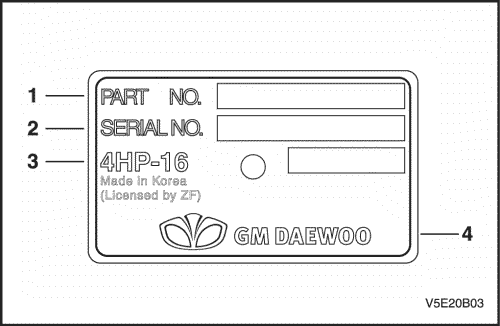 1 PART NO.
2 SERIAL NO.
3 4HP-16
Made in Korea
(Licensed by ZF)
GM DAEWOO 4
V5E20B03